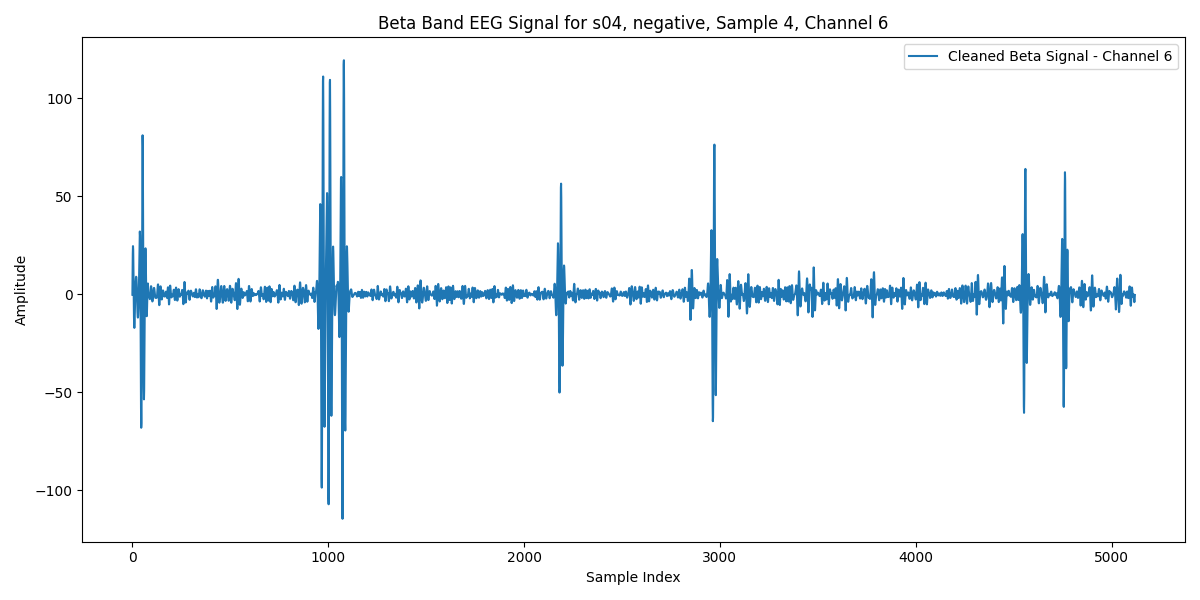 Beta Band EEG Signal for s04, negative, Sample 4, Channel 6
Cleaned Beta Signal - Channel 6
Amplitude
100
50
0
−50
−100
0 1000 2000 3000 4000 5000
Sample Index